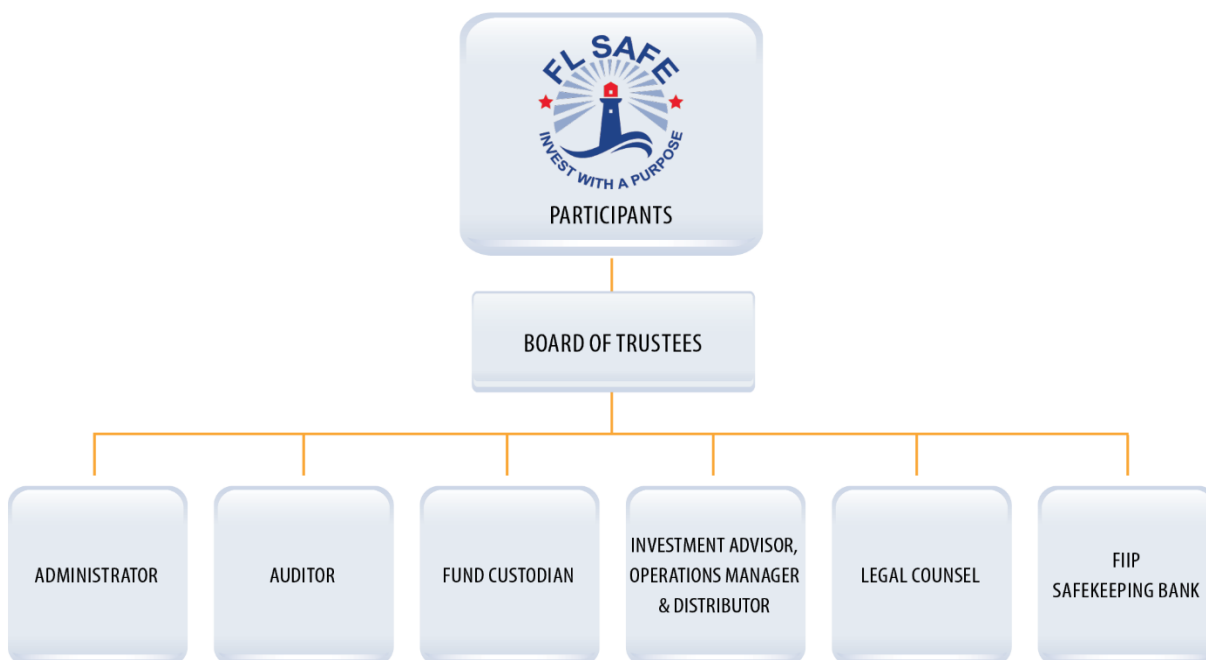 FL SAFE
INVEST WITH A PURPOSE
PARTICIPANTS
BOARD OF TRUSTEES
ADMINISTRATOR
AUDITOR
FUND CUSTODIAN
INVESTMENT ADVISOR,
OPERATIONS MANAGER
& DISTRIBUTOR
LEGAL COUNSEL
FIIP
SAFEKEEPING BANK